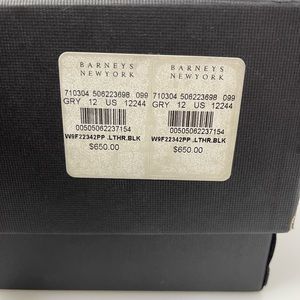 BARNEYS
NEW YORK
710304 506223698 099
GRY 12 US 12244
00505062237154
W9F22342PP .LTHR.BLK
$650.00
BARNEYS
NEW YORK
710304 506223698 099
GRY 12 US 12244
00505062237154
W9F22342PP .LTHR.BLK
$650.00